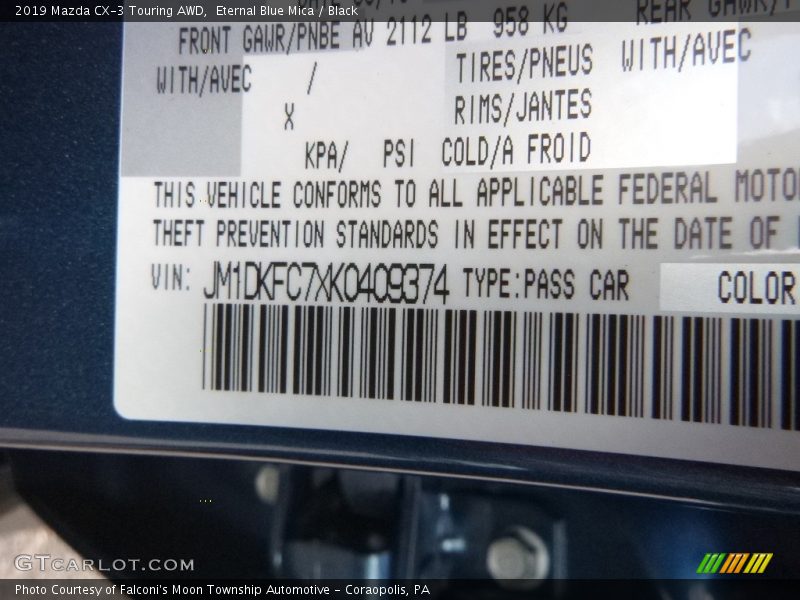 2019 Mazda CX-3 Touring AWD,  Eternal Blue Mica / Black
REAR GAWR/
FRONT GAWR/PNBE AV 2112 LB 958 KG
WITH/AVEC / TIRES/PNEUS WITH/AVEC
X RIMS/JANTES
KPA/ PSI COLD/A FROID
THIS VEHICLE CONFORMS TO ALL APPLICABLE FEDERAL MOTO
THEFT PREVENTION STANDARDS IN EFFECT ON THE DATE OF
VIN: JM1DKFC7XK0409374 TYPE:PASS CAR COLOR
GTCARLOT.COM
Photo Courtesy of Falconi's Moon Township Automotive - Coraopolis, PA